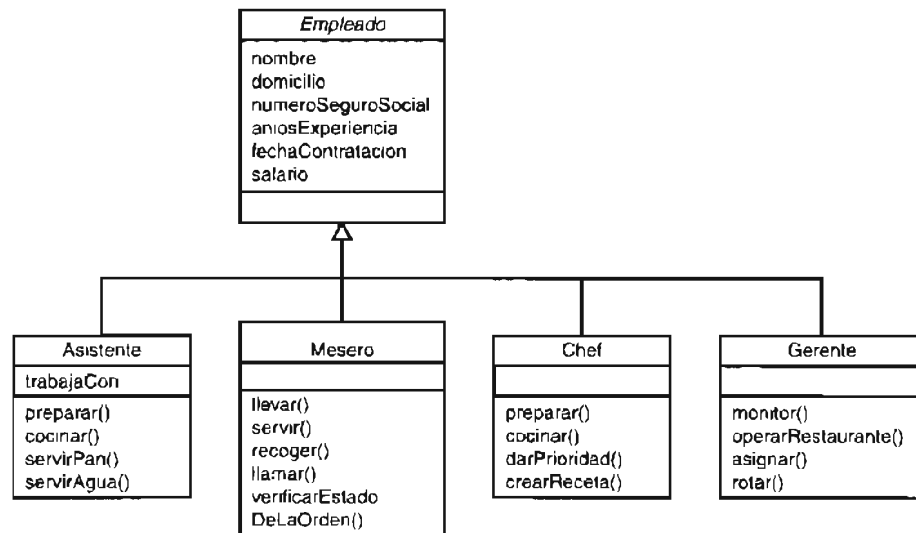 Empleado
nombre
domicilio
numeroSeguroSocial
aniosExperiencia
fechaContratacion
salario
Asistente
trabajaCon
preparar()
cocinar()
servirPan()
servirAgua()
Mesero
llevar()
servir()
recoger()
llamar()
verificarEstado
DeLaOrden()
Chef
preparar()
cocinar()
darPrioridad()
crearReceta()
Gerente
monitor()
operarRestaurante()
asignar()
rotar()